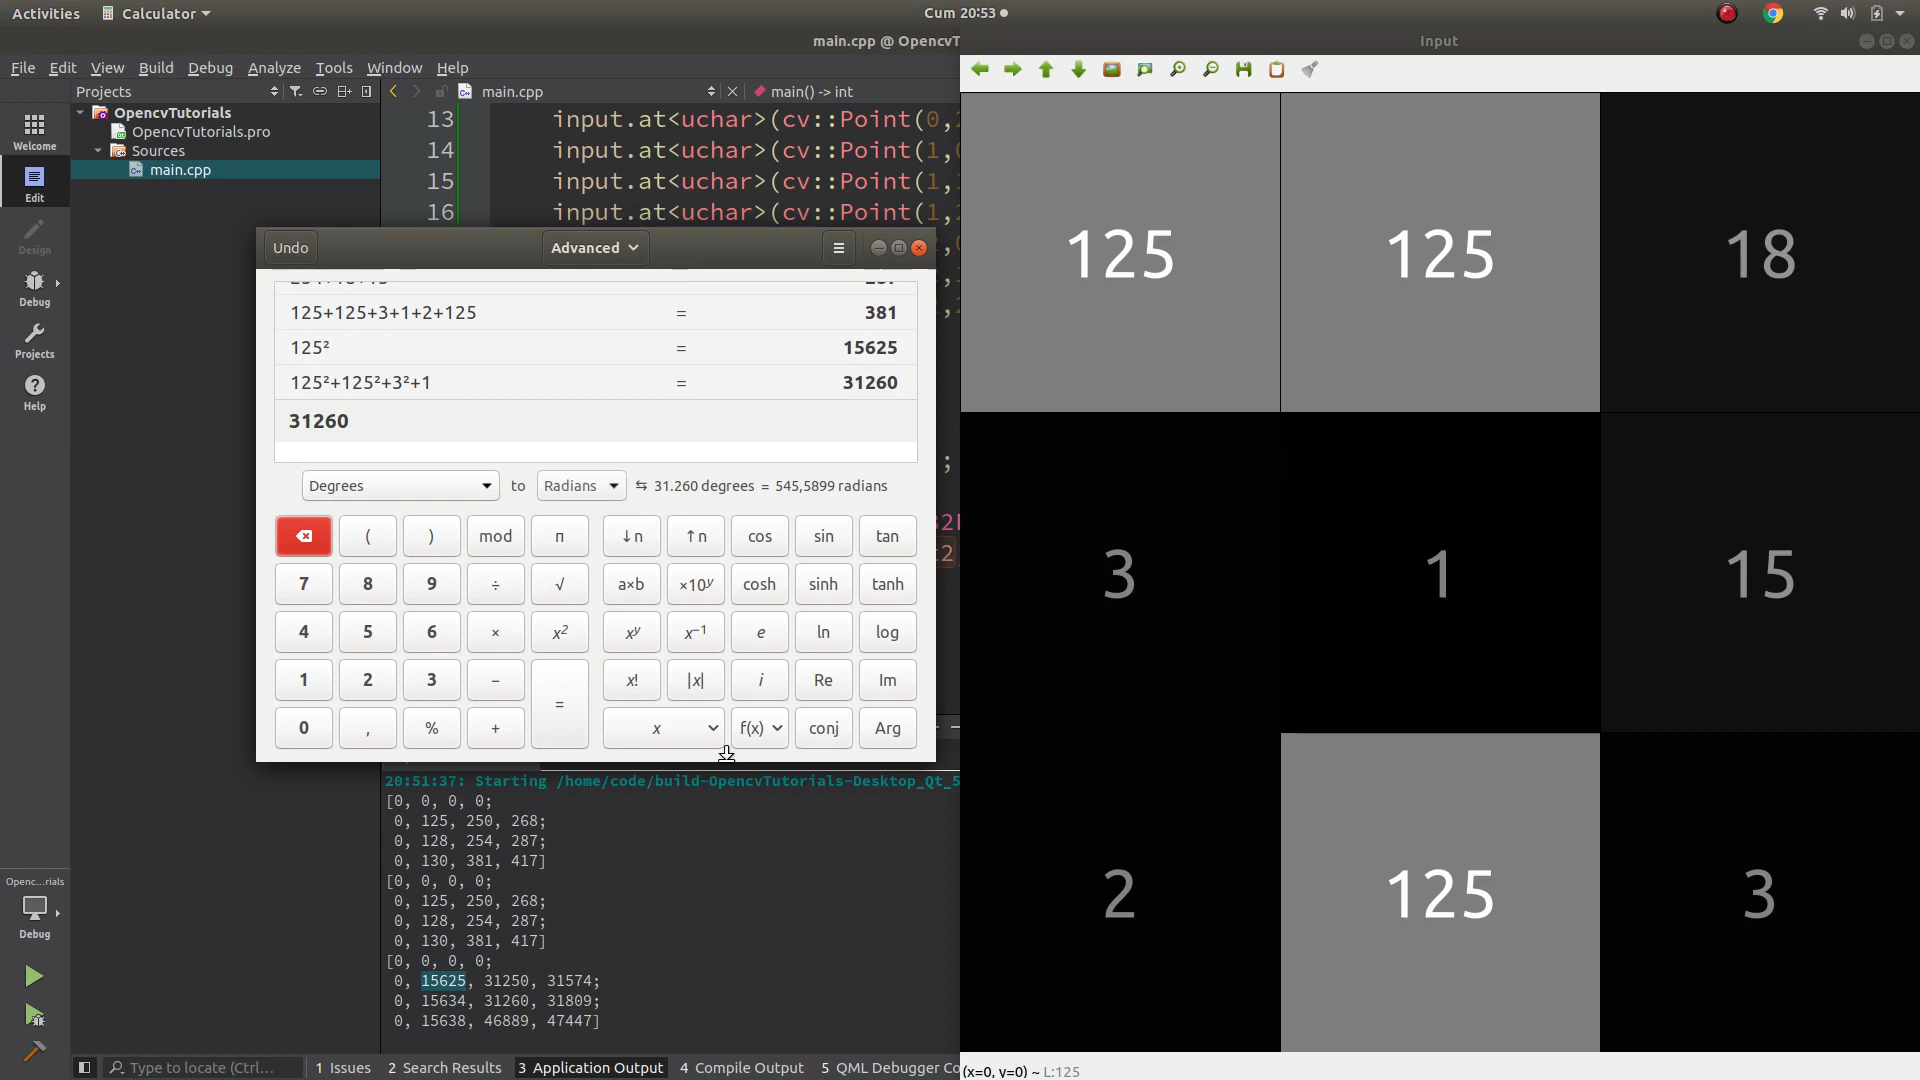 Activities Calculator Cum 20:53
main.cpp @ OpencvT
Input
File Edit View Build Debug Analyze Tools Window Help
Projects main.cpp main() -> int
OpencvTutorials
OpencvTutorials.pro
Sources
main.cpp
Welcome
Edit
Design
Debug
Projects
Help
13 input.at<uchar>(cv::Point(0,
14 input.at<uchar>(cv::Point(1,
15 input.at<uchar>(cv::Point(1,
16 input.at<uchar>(cv::Point(1,
;
Undo Advanced
125+125+3+1+2+125 = 381
125² = 15625
125²+125²+3²+1 = 31260
31260
Degrees to Radians ⇆ 31.260 degrees = 545,5899 radians
( ) mod π ↓n ↑n cos sin tan
7 8 9 ÷ √ a×b ×10ʸ cosh sinh tanh
4 5 6 × x² xʸ x⁻¹ e ln log
1 2 3 − = x! |x| i Re Im
0 , % + x f(x) conj Arg
20:51:37: Starting /home/code/build-OpencvTutorials-Desktop_Qt_5
[0, 0, 0, 0;
0, 125, 250, 268;
0, 128, 254, 287;
0, 130, 381, 417]
[0, 0, 0, 0;
0, 125, 250, 268;
0, 128, 254, 287;
0, 130, 381, 417]
[0, 0, 0, 0;
0, 15625, 31250, 31574;
0, 15634, 31260, 31809;
0, 15638, 46889, 47447]
Openc...rials
Debug
Type to locate (Ctrl... 1 Issues 2 Search Results 3 Application Output 4 Compile Output 5 QML Debugger Co
125 125 18
3 1 15
2 125 3
(x=0, y=0) ~ L:125